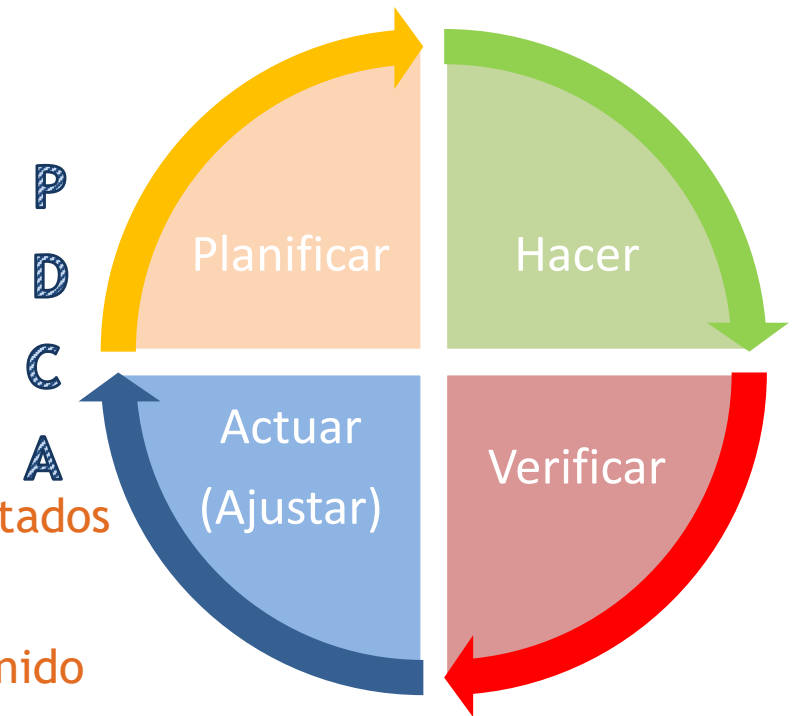 P
D
C
A
Planificar
Hacer
Actuar
(Ajustar)
Verificar
tados
nido